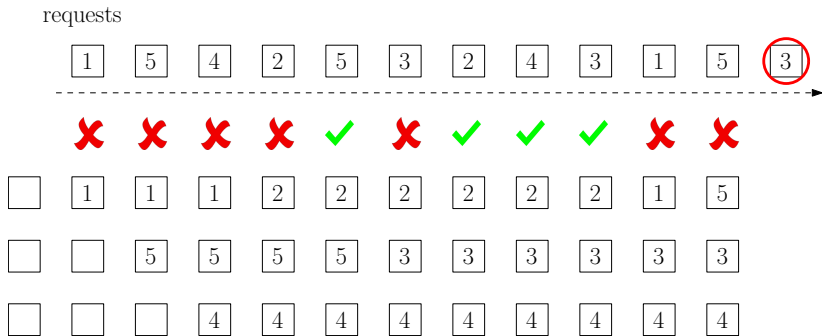 requests
1 5 4 2 5 3 2 4 3 1 5 3
1 1 1 2 2 2 2 2 2 1 5
5 5 5 5 3 3 3 3 3 3
4 4 4 4 4 4 4 4 4